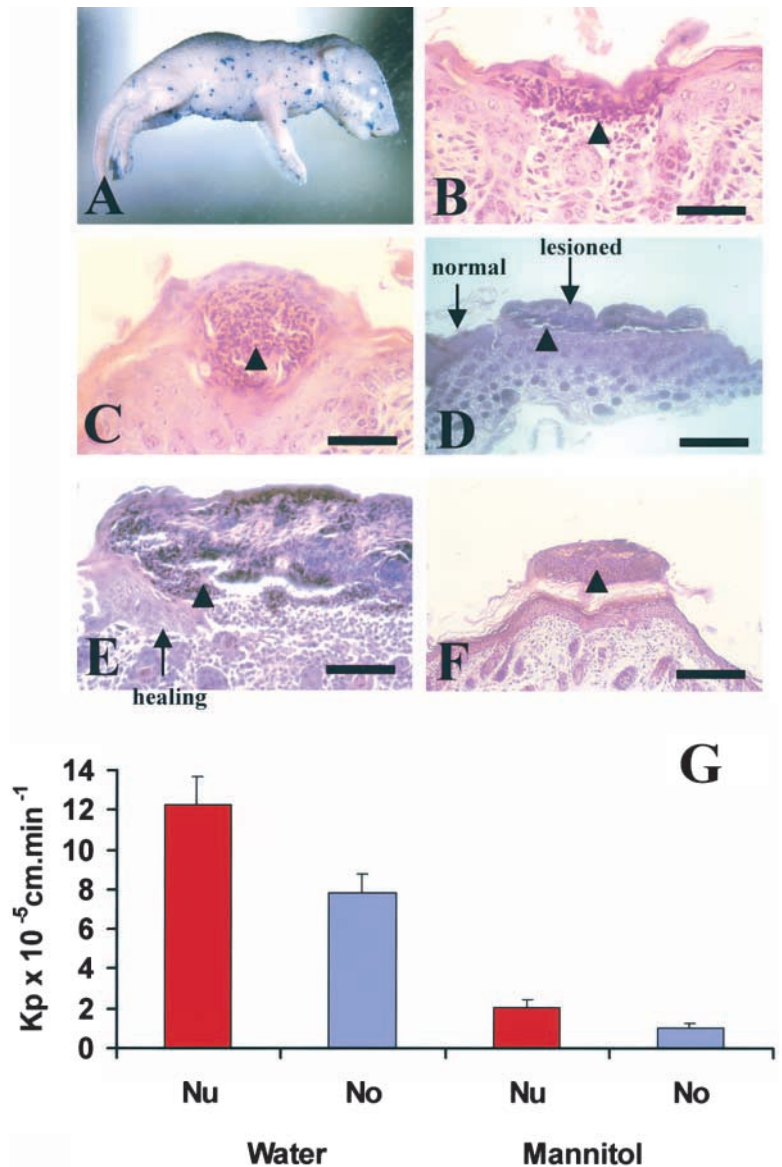 A
B
lesioned
normal
C
D
E
F
healing
G
14
12
10
8
6
4
2
0
Kp x 10⁻⁵cm.min⁻¹
Nu No Nu No
Water Mannitol